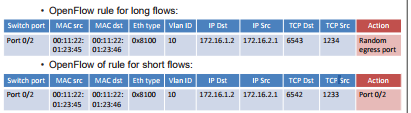 • OpenFlow rule for long flows:
Switch port MAC src MAC dst Eth type Vlan ID IP Dst IP Src TCP Dst TCP Src Action
Port 0/2 00:11:22: 00:11:22: 0x8100 10 172.16.1.2 172.16.2.1 6543 1234 Random
01:23:45 01:23:46 egress port
• OpenFlow of rule for short flows:
Switch port MAC src MAC dst Eth type Vlan ID IP Dst IP Src TCP Dst TCP Src Action
Port 0/2 00:11:22: 00:11:22: 0x8100 10 172.16.1.2 172.16.2.1 6542 1233 Port 0/2
01:23:45 01:23:46